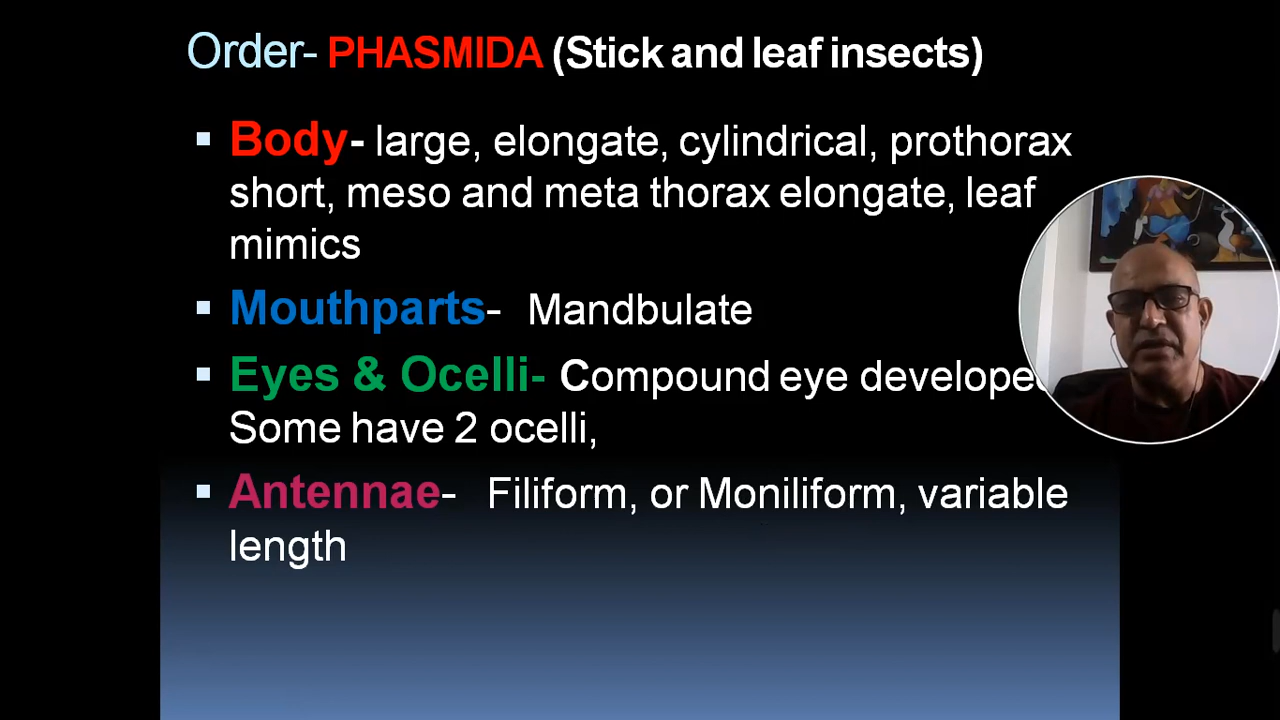 Order- PHASMIDA (Stick and leaf insects)
▪ Body- large, elongate, cylindrical, prothorax
short, meso and meta thorax elongate, leaf
mimics
▪ Mouthparts- Mandbulate
▪ Eyes & Ocelli- Compound eye develope
Some have 2 ocelli,
▪ Antennae- Filiform, or Moniliform, variable
length